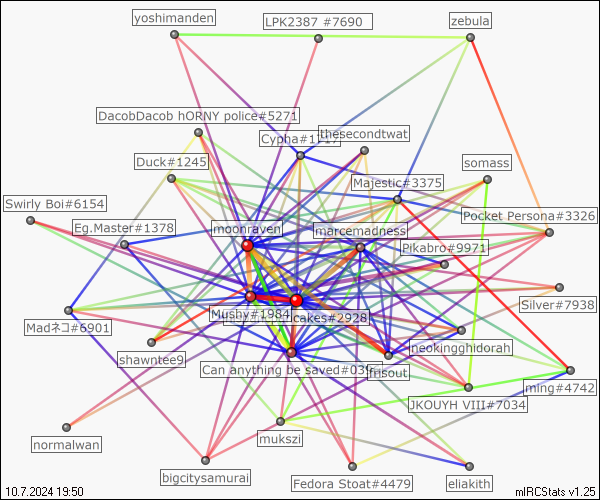 yoshimanden
LPK2387 #7690
zebula
DacobDacob hORNY police#5271
Cypha#1717
thesecondtwat
Duck#1245
somass
Majestic#3375
Swirly Boi#6154
Eg.Master#1378
moonraven
marcemadness
Pocket Persona#3326
Pikabro#9971
Silver#7938
Mushy#1984
cakes#2928
Madネコ#6901
shawntee9
neokingghidorah
Can anything be saved#03
frisout
ming#4742
JKOUYH VIII#7034
normalwan
mukszi
bigcitysamurai
Fedora Stoat#4479
eliakith
10.7.2024 19:50
mIRCStats v1.25